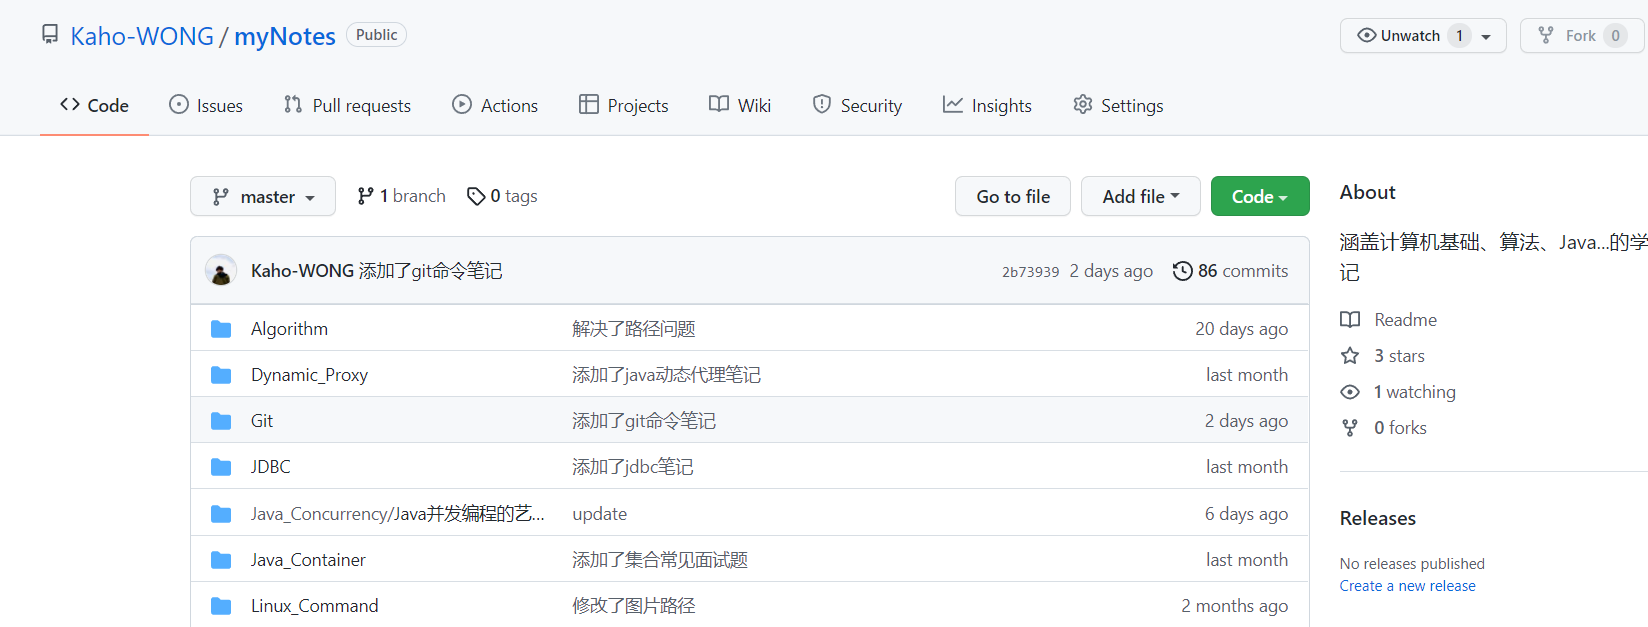 Kaho-WONG / myNotes Public
Unwatch 1
Fork 0
Code Issues Pull requests Actions Projects Wiki Security Insights Settings
master 1 branch 0 tags
Go to file Add file Code
Kaho-WONG 添加了git命令笔记 2b73939 2 days ago 86 commits
Algorithm 解决了路径问题 20 days ago
Dynamic_Proxy 添加了java动态代理笔记 last month
Git 添加了git命令笔记 2 days ago
JDBC 添加了jdbc笔记 last month
Java_Concurrency/Java并发编程的艺... update 6 days ago
Java_Container 添加了集合常见面试题 last month
Linux_Command 修改了图片路径 2 months ago
About
涵盖计算机基础、算法、Java...的学
记
Readme
3 stars
1 watching
0 forks
Releases
No releases published
Create a new release